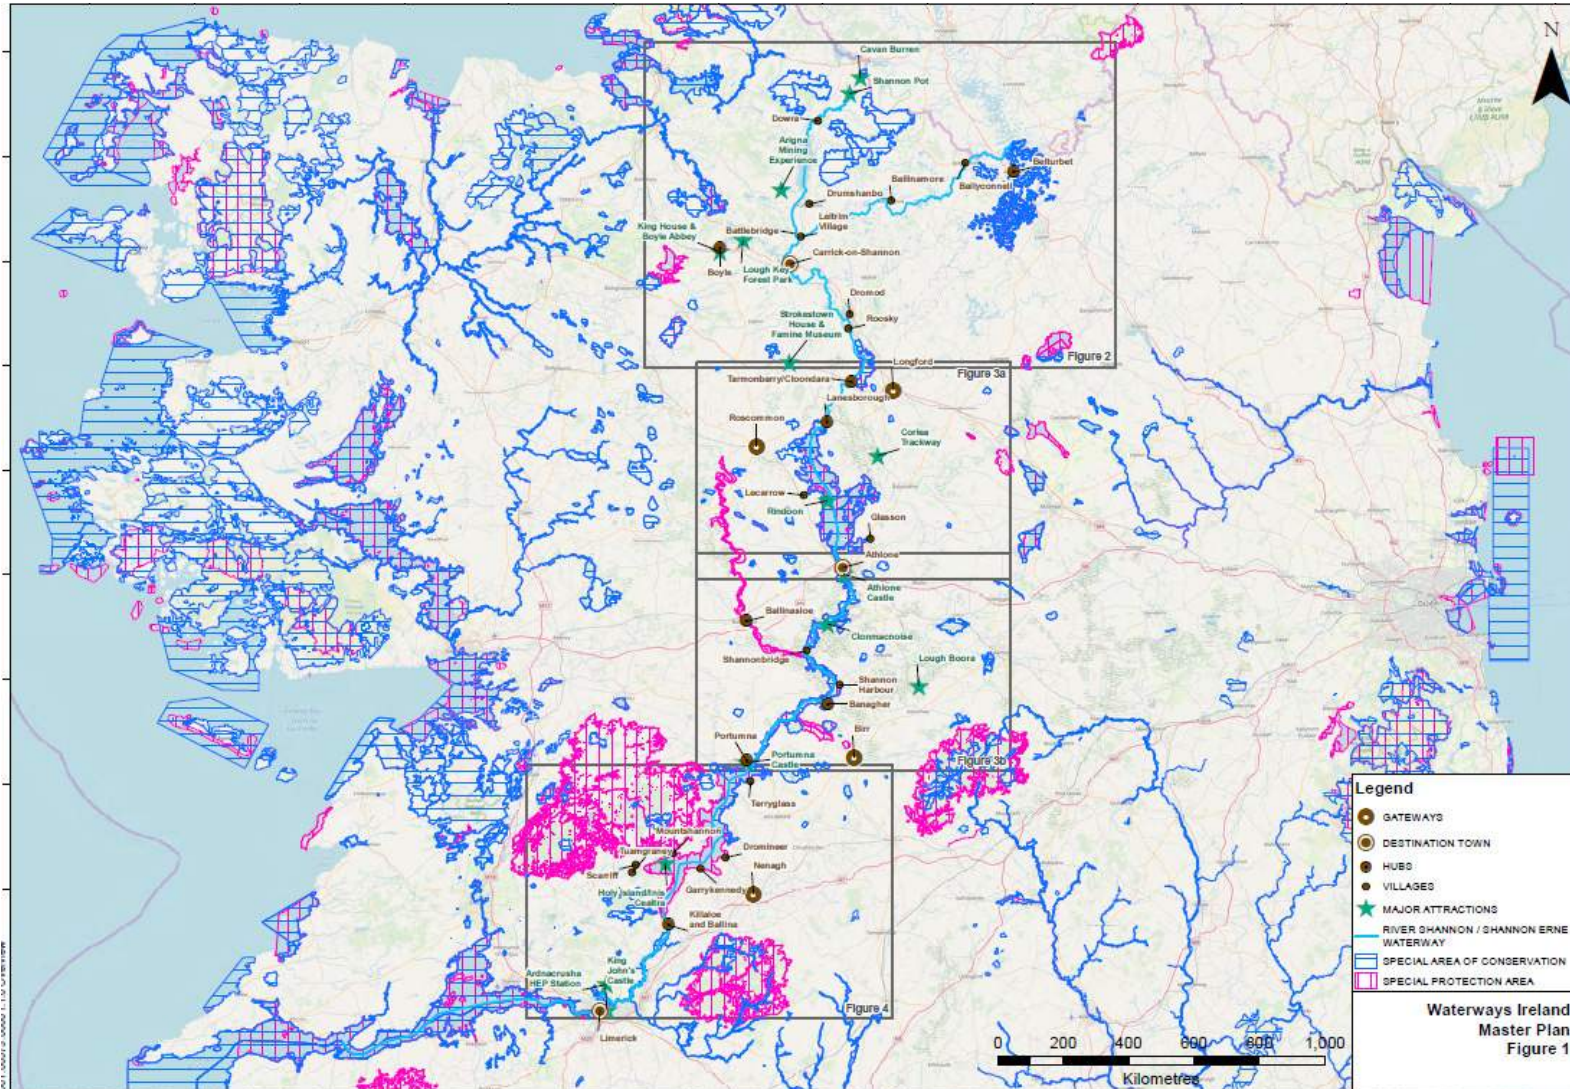 N
Cavan Burren
Shannon Pot
Dowra
Arigna
Mining
Experience
Belturbet
Ballinamore
Ballyconnell
Drumshanbo
Leitrim
Village
King House &
Boyle Abbey
Battlebridge
Carrick-on-Shannon
Boyle
Lough Key
Forest Park
Dromod
Roosky
Strokestown
House &
Famine Museum
Figure 2
Longford
Figure 3a
Tarmonbarry/Cloondara
Lanesborough
Roscommon
Corlea
Trackway
Lecarrow
Rindoon
Glasson
Athlone
Athlone
Castle
Ballinasloe
Clonmacnoise
Shannonbridge
Lough Boora
Shannon
Harbour
Banagher
Birr
Portumna
Portumna
Castle
Figure 3b
Terryglass
Mountshannon
Tuamgraney
Dromineer
Scarriff
Nenagh
Holy Island/Inis
Cealtra
Garrykennedy
Killaloe
and Ballina
Ardnacrusha
HEP Station
King
John's
Castle
Figure 4
Limerick
Legend
GATEWAYS
DESTINATION TOWN
HUBS
VILLAGES
MAJOR ATTRACTIONS
RIVER SHANNON / SHANNON ERNE
WATERWAY
SPECIAL AREA OF CONSERVATION
SPECIAL PROTECTION AREA
Waterways Ireland
Master Plan
Figure 1
0 200 400 600 800 1,000
Kilometres